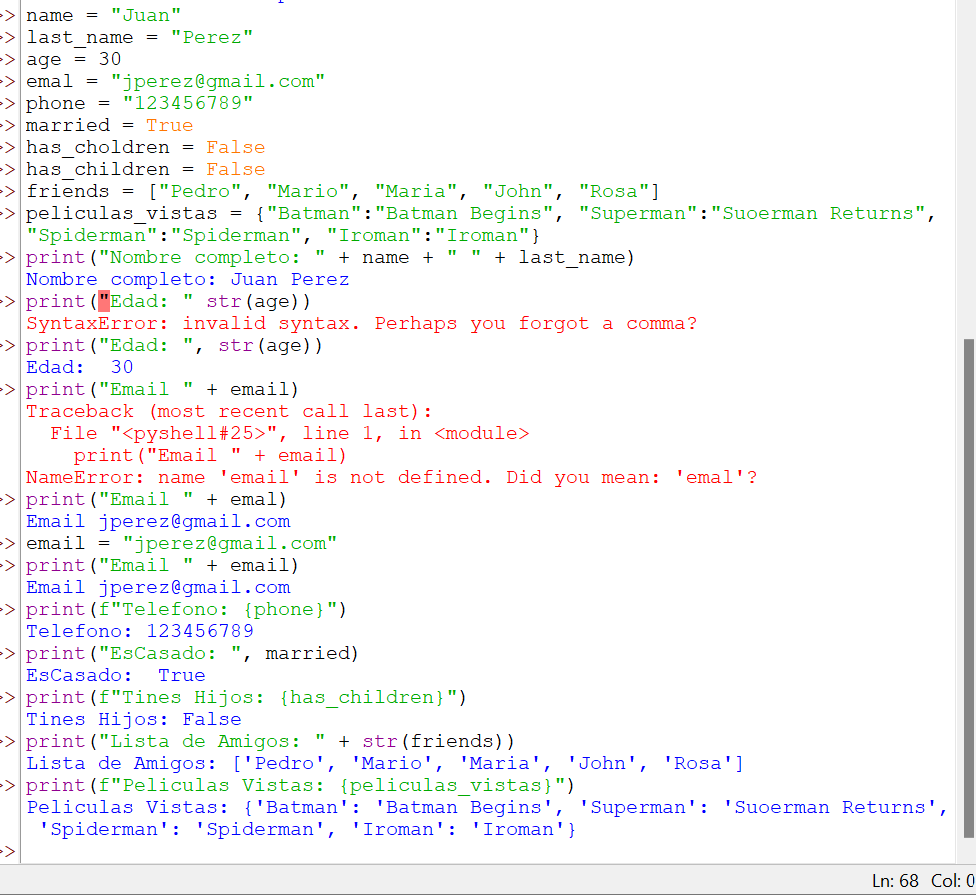 >> name = "Juan"
>> last_name = "Perez"
>> age = 30
>> emal = "jperez@gmail.com"
>> phone = "123456789"
>> married = True
>> has_choldren = False
>> has_children = False
>> friends = ["Pedro", "Mario", "Maria", "John", "Rosa"]
>> peliculas_vistas = {"Batman":"Batman Begins", "Superman":"Suoerman Returns",
"Spiderman":"Spiderman", "Iroman":"Iroman"}
>> print("Nombre completo: " + name + " " + last_name)
Nombre completo: Juan Perez
>> print("Edad: " str(age))
SyntaxError: invalid syntax. Perhaps you forgot a comma?
>> print("Edad: ", str(age))
Edad:  30
>> print("Email " + email)
Traceback (most recent call last):
  File "<pyshell#25>", line 1, in <module>
    print("Email " + email)
NameError: name 'email' is not defined. Did you mean: 'emal'?
>> print("Email " + emal)
Email jperez@gmail.com
>> email = "jperez@gmail.com"
>> print("Email " + email)
Email jperez@gmail.com
>> print(f"Telefono: {phone}")
Telefono: 123456789
>> print("EsCasado: ", married)
EsCasado:  True
>> print(f"Tines Hijos: {has_children}")
Tines Hijos: False
>> print("Lista de Amigos: " + str(friends))
Lista de Amigos: ['Pedro', 'Mario', 'Maria', 'John', 'Rosa']
>> print(f"Peliculas Vistas: {peliculas_vistas}")
Peliculas Vistas: {'Batman': 'Batman Begins', 'Superman': 'Suoerman Returns',
 'Spiderman': 'Spiderman', 'Iroman': 'Iroman'}
>>
Ln: 68 Col: 0